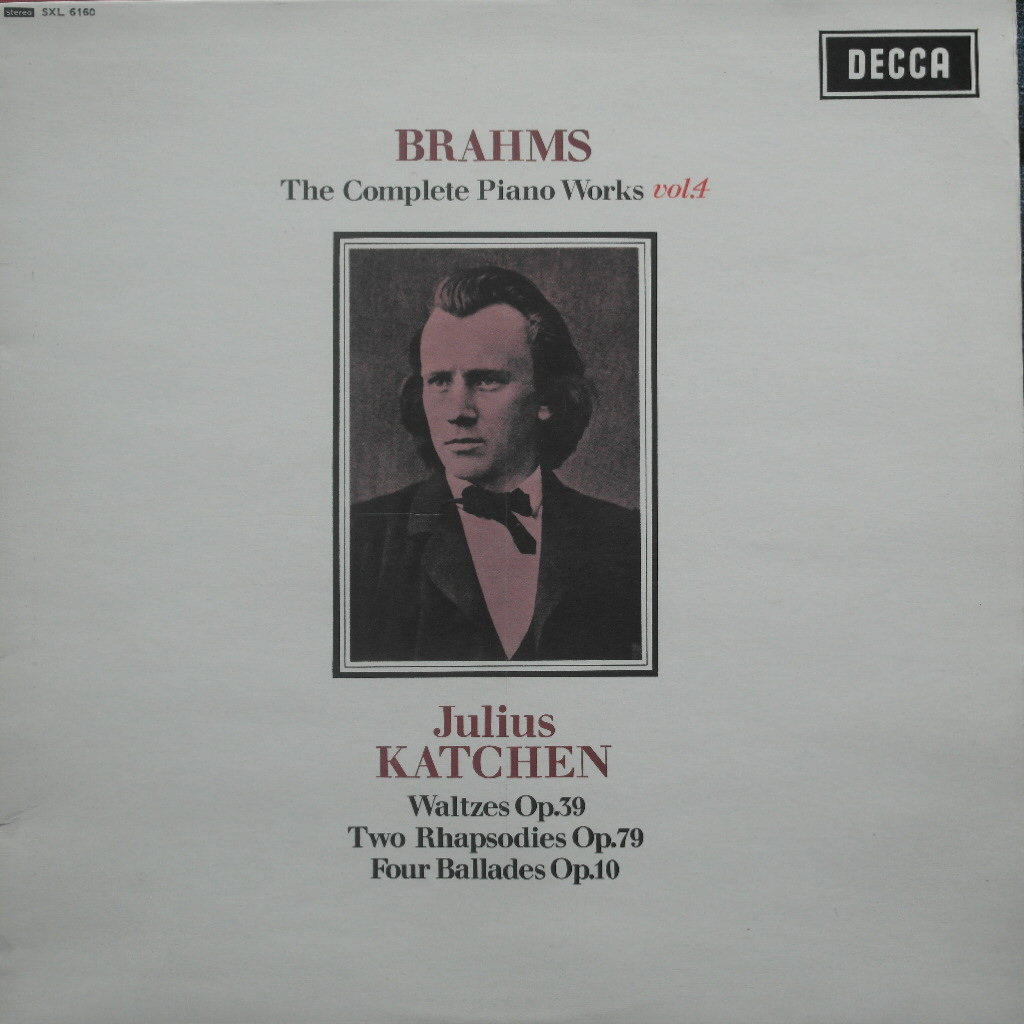 stereo SXL 6160
DECCA
BRAHMS
The Complete Piano Works vol.4
Julius
KATCHEN
Waltzes Op.39
Two Rhapsodies Op.79
Four Ballades Op.10